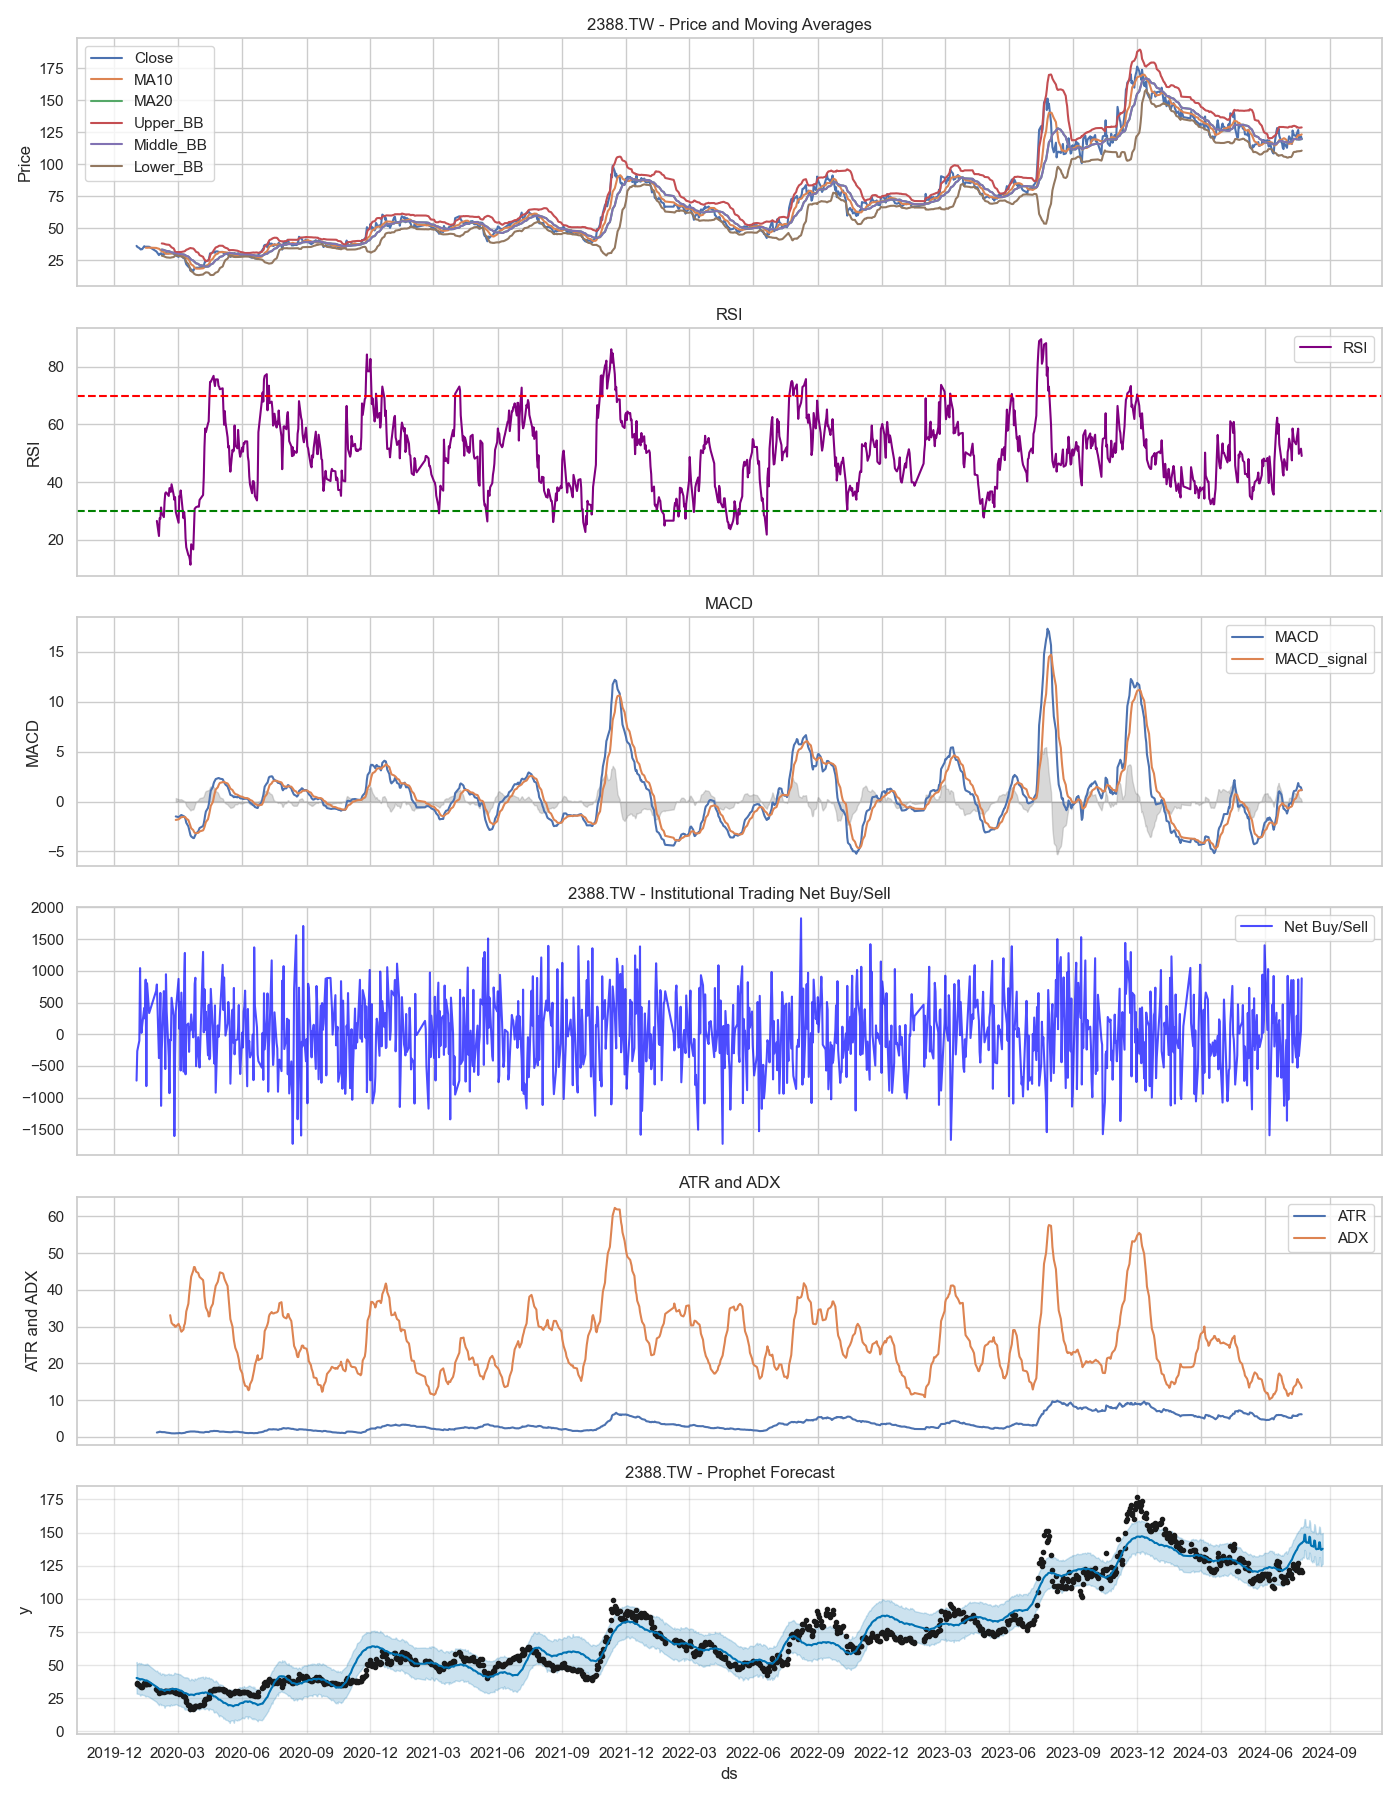 2388.TW - Price and Moving Averages
Close
MA10
MA20
Upper_BB
Middle_BB
Lower_BB
Price
175
150
125
100
75
50
25
RSI
RSI
RSI
80
60
40
20
MACD
MACD
MACD_signal
MACD
15
10
5
0
−5
2388.TW - Institutional Trading Net Buy/Sell
Net Buy/Sell
2000
1500
1000
500
0
−500
−1000
−1500
ATR and ADX
ATR
ADX
ATR and ADX
60
50
40
30
20
10
0
2388.TW - Prophet Forecast
y
175
150
125
100
75
50
25
0
2019-12 2020-03 2020-06 2020-09 2020-12 2021-03 2021-06 2021-09 2021-12 2022-03 2022-06 2022-09 2022-12 2023-03 2023-06 2023-09 2023-12 2024-03 2024-06 2024-09
ds